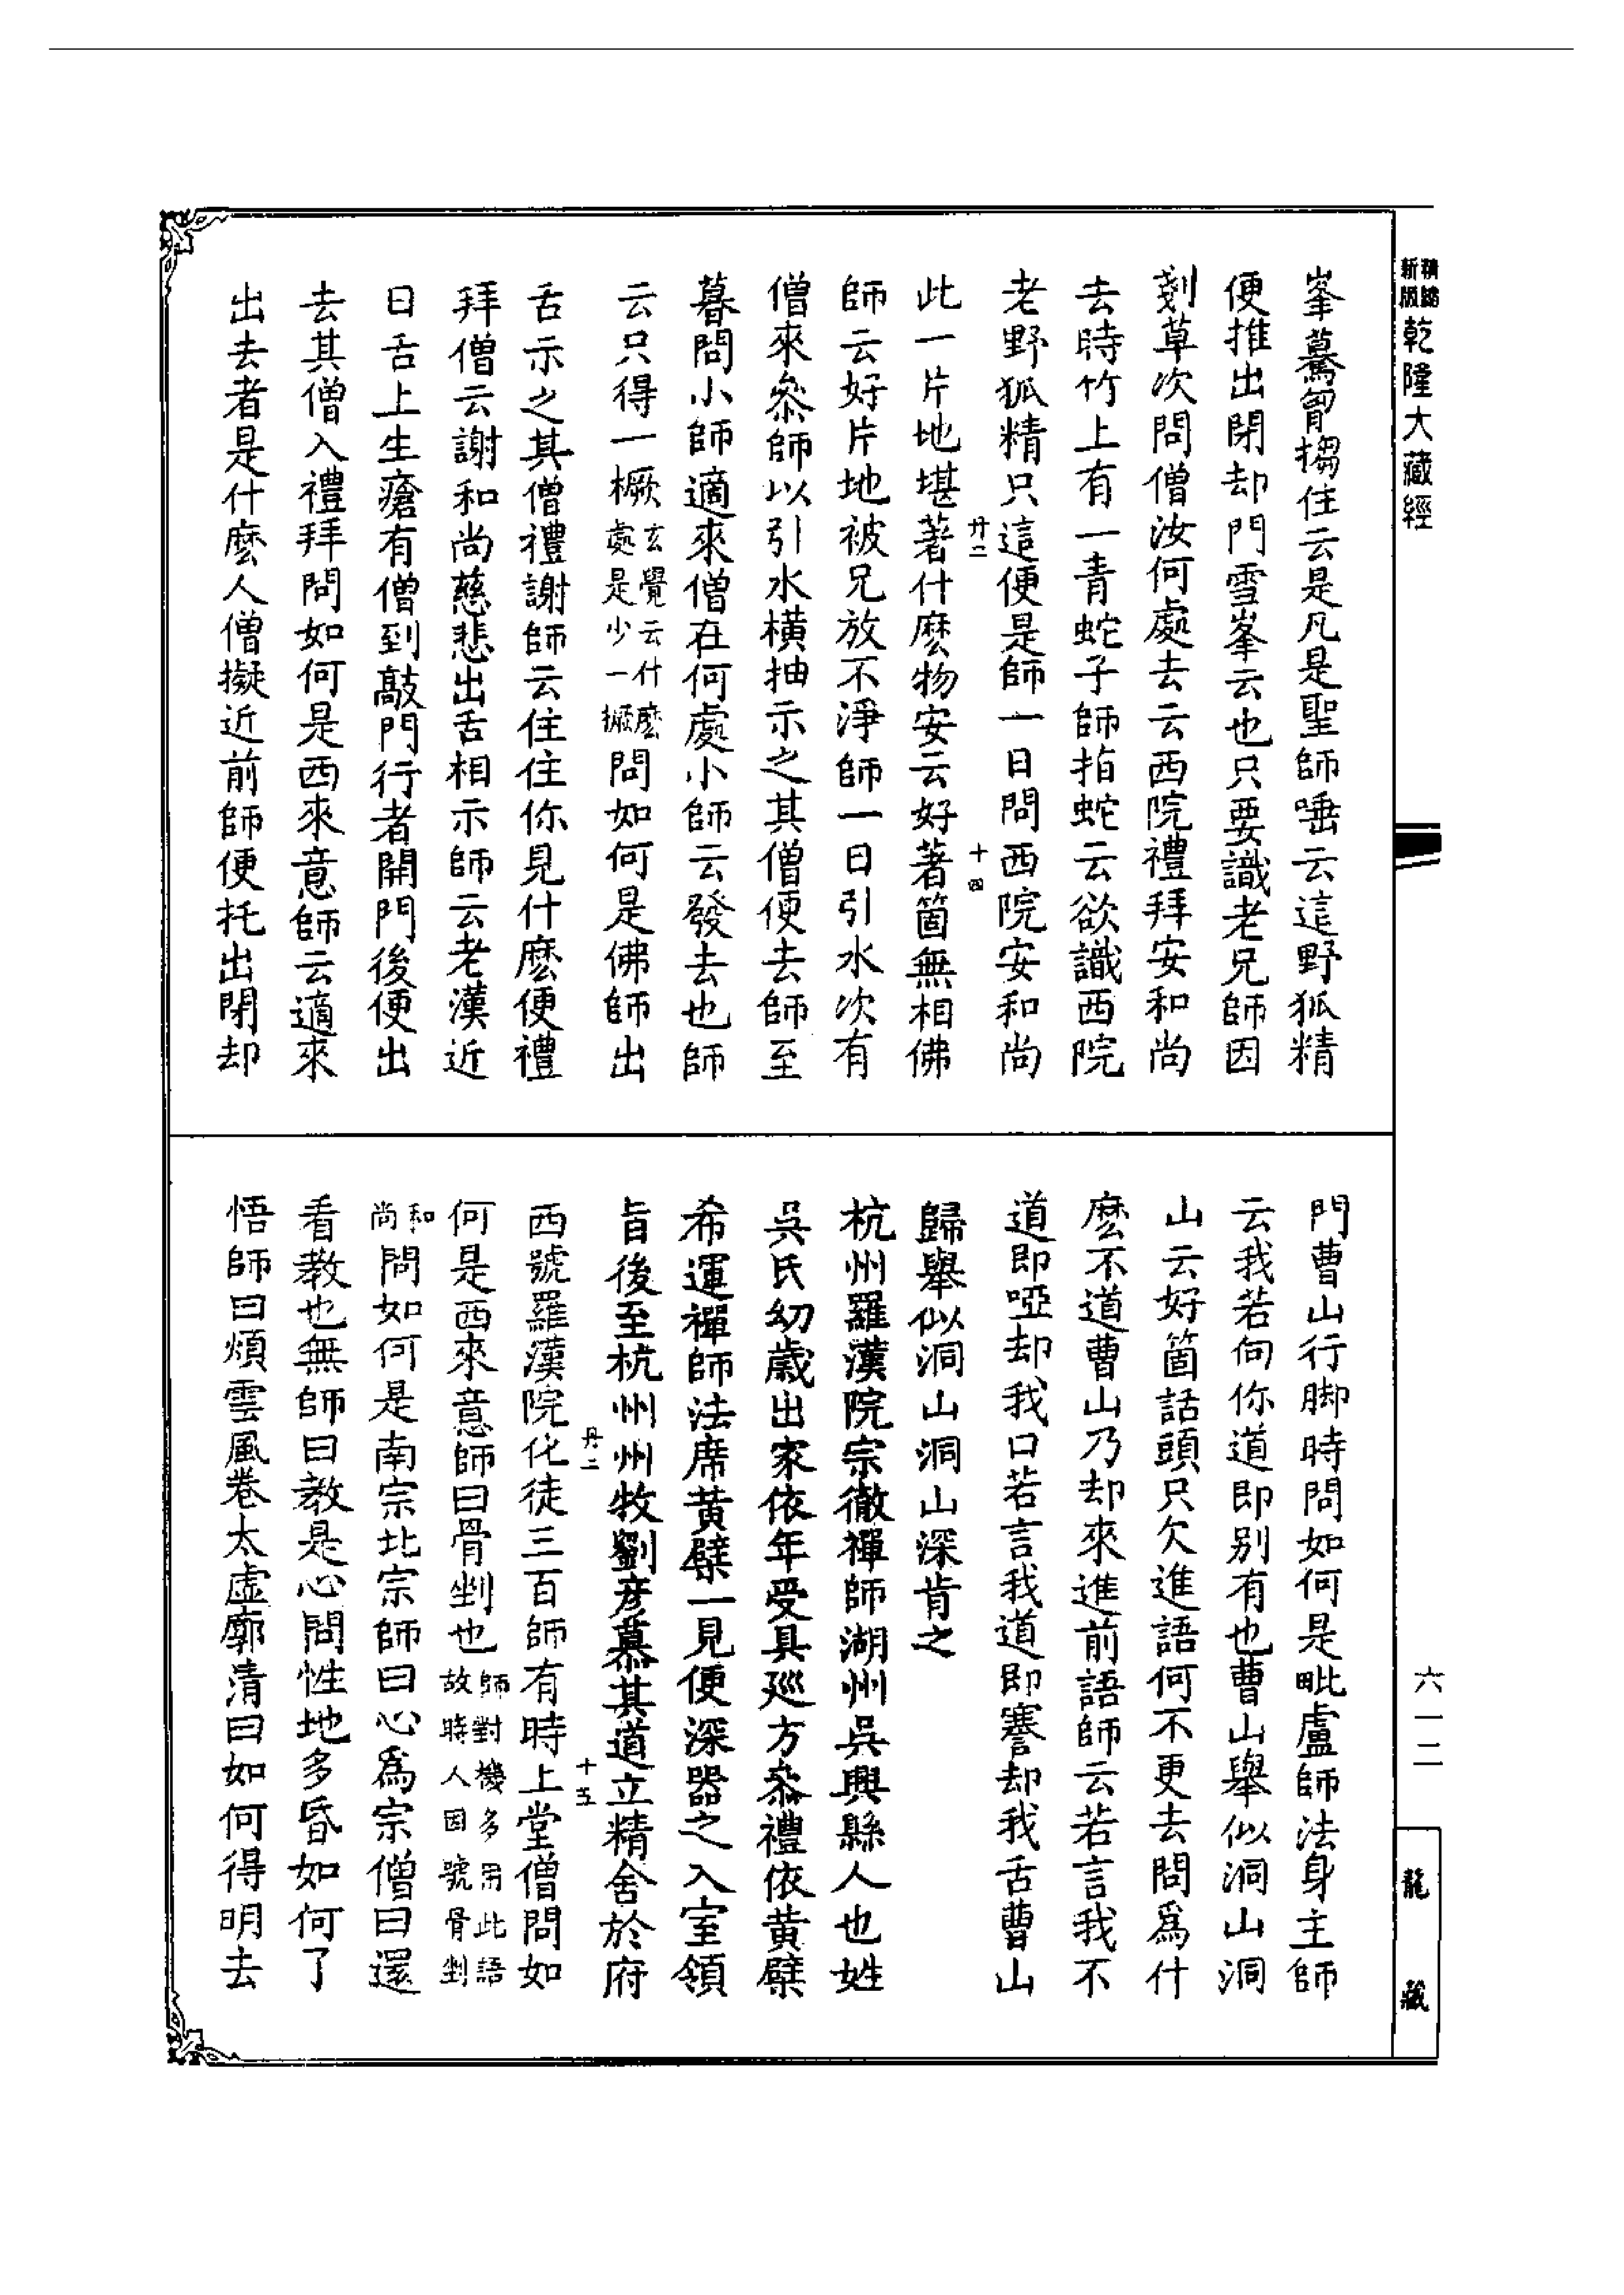 新版
乾隆大藏經
峯驀胷搊住云是凡是聖師唾云這野狐精
便推出閉却門雪峯云也只要識老兄師因
剗草次問僧汝何處去云西院禮拜安和尚
去時竹上有一青蛇子師拍蛇云欲識西院
老野狐精只這便是師一日問西院安和尚
丹二
十四
此一片地堪著什麼物安云好著箇無相佛
師云好片地被兄放不淨師一日引水次有
僧來叅師以引水橫抽示之其僧便去師至
暮問小師適來僧在何處小師云發去也師
云只得一橛玄覺云什麼處是少一橛問如何是佛師出
舌示之其僧禮謝師云住住你見什麼便禮
拜僧云謝和尚慈悲出舌相示師云老漢近
日舌上生瘡有僧到敲門行者開門後便出
去其僧入禮拜問如何是西來意師云適來
出去者是什麼人僧擬近前師便托出閉却
門曹山行脚時問如何是毗盧師法身主師
云我若向你道即别有也曹山舉似洞山洞
山云好箇話頭只欠進語何不更去問爲什
麼不道曹山乃却來進前語師云若言我不
道即啞却我口若言我道即謇却我舌曹山
歸舉似洞山洞山深肯之
杭州羅漢院宗徹禪師湖州吳興縣人也姓
吳氏幼歲出家依年受具廵方叅禮依黃檗
希運禪師法席黃檗一見便深器之入室領
旨後至杭州州牧劉彦慕其道立精舍於府
丹二
十五
西號羅漢院化徒三百師有時上堂僧問如
何是西來意師曰骨剉也師對機多用此語故時人因號骨剉
和尚問如何是南宗北宗師曰心爲宗僧曰還
看教也無師曰教是心問性地多昏如何了
悟師曰煩雲風卷太虛廓清曰如何得明去
六一二
龍藏